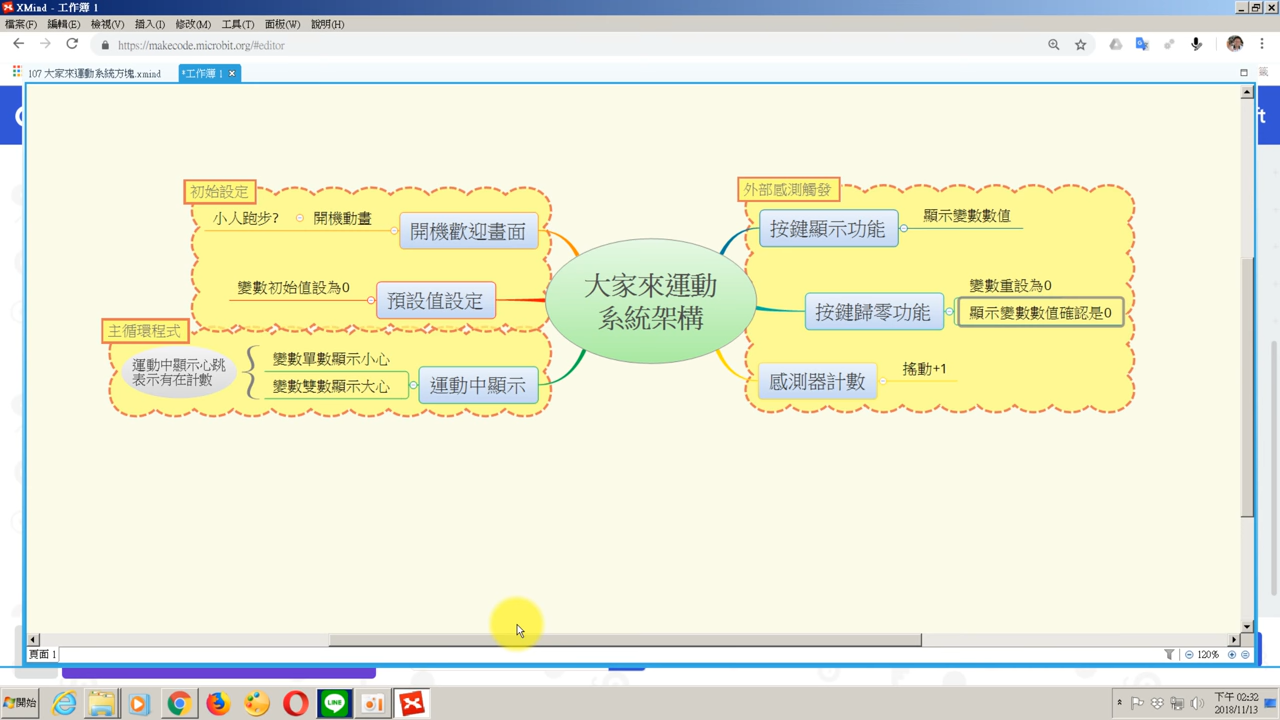 XMind - 工作簿 1
檔案(F) 編輯(E) 檢視(V) 插入(I) 修改(M) 工具(T) 面板(W) 說明(H)
https://makecode.microbit.org/#editor
107 大家來運動系統方塊.xmind
*工作簿 1
初始設定
小人跑步?
開機動畫
開機歡迎畫面
變數初始值設為0
預設值設定
主循環程式
運動中顯示心跳
表示有在計數
變數單數顯示小心
變數雙數顯示大心
運動中顯示
大家來運動
系統架構
外部感測觸發
按鍵顯示功能
顯示變數數值
按鍵歸零功能
變數重設為0
顯示變數數值確認是0
感測器計數
搖動+1
頁面 1
120%
開始
下午 02:32
2018/11/13